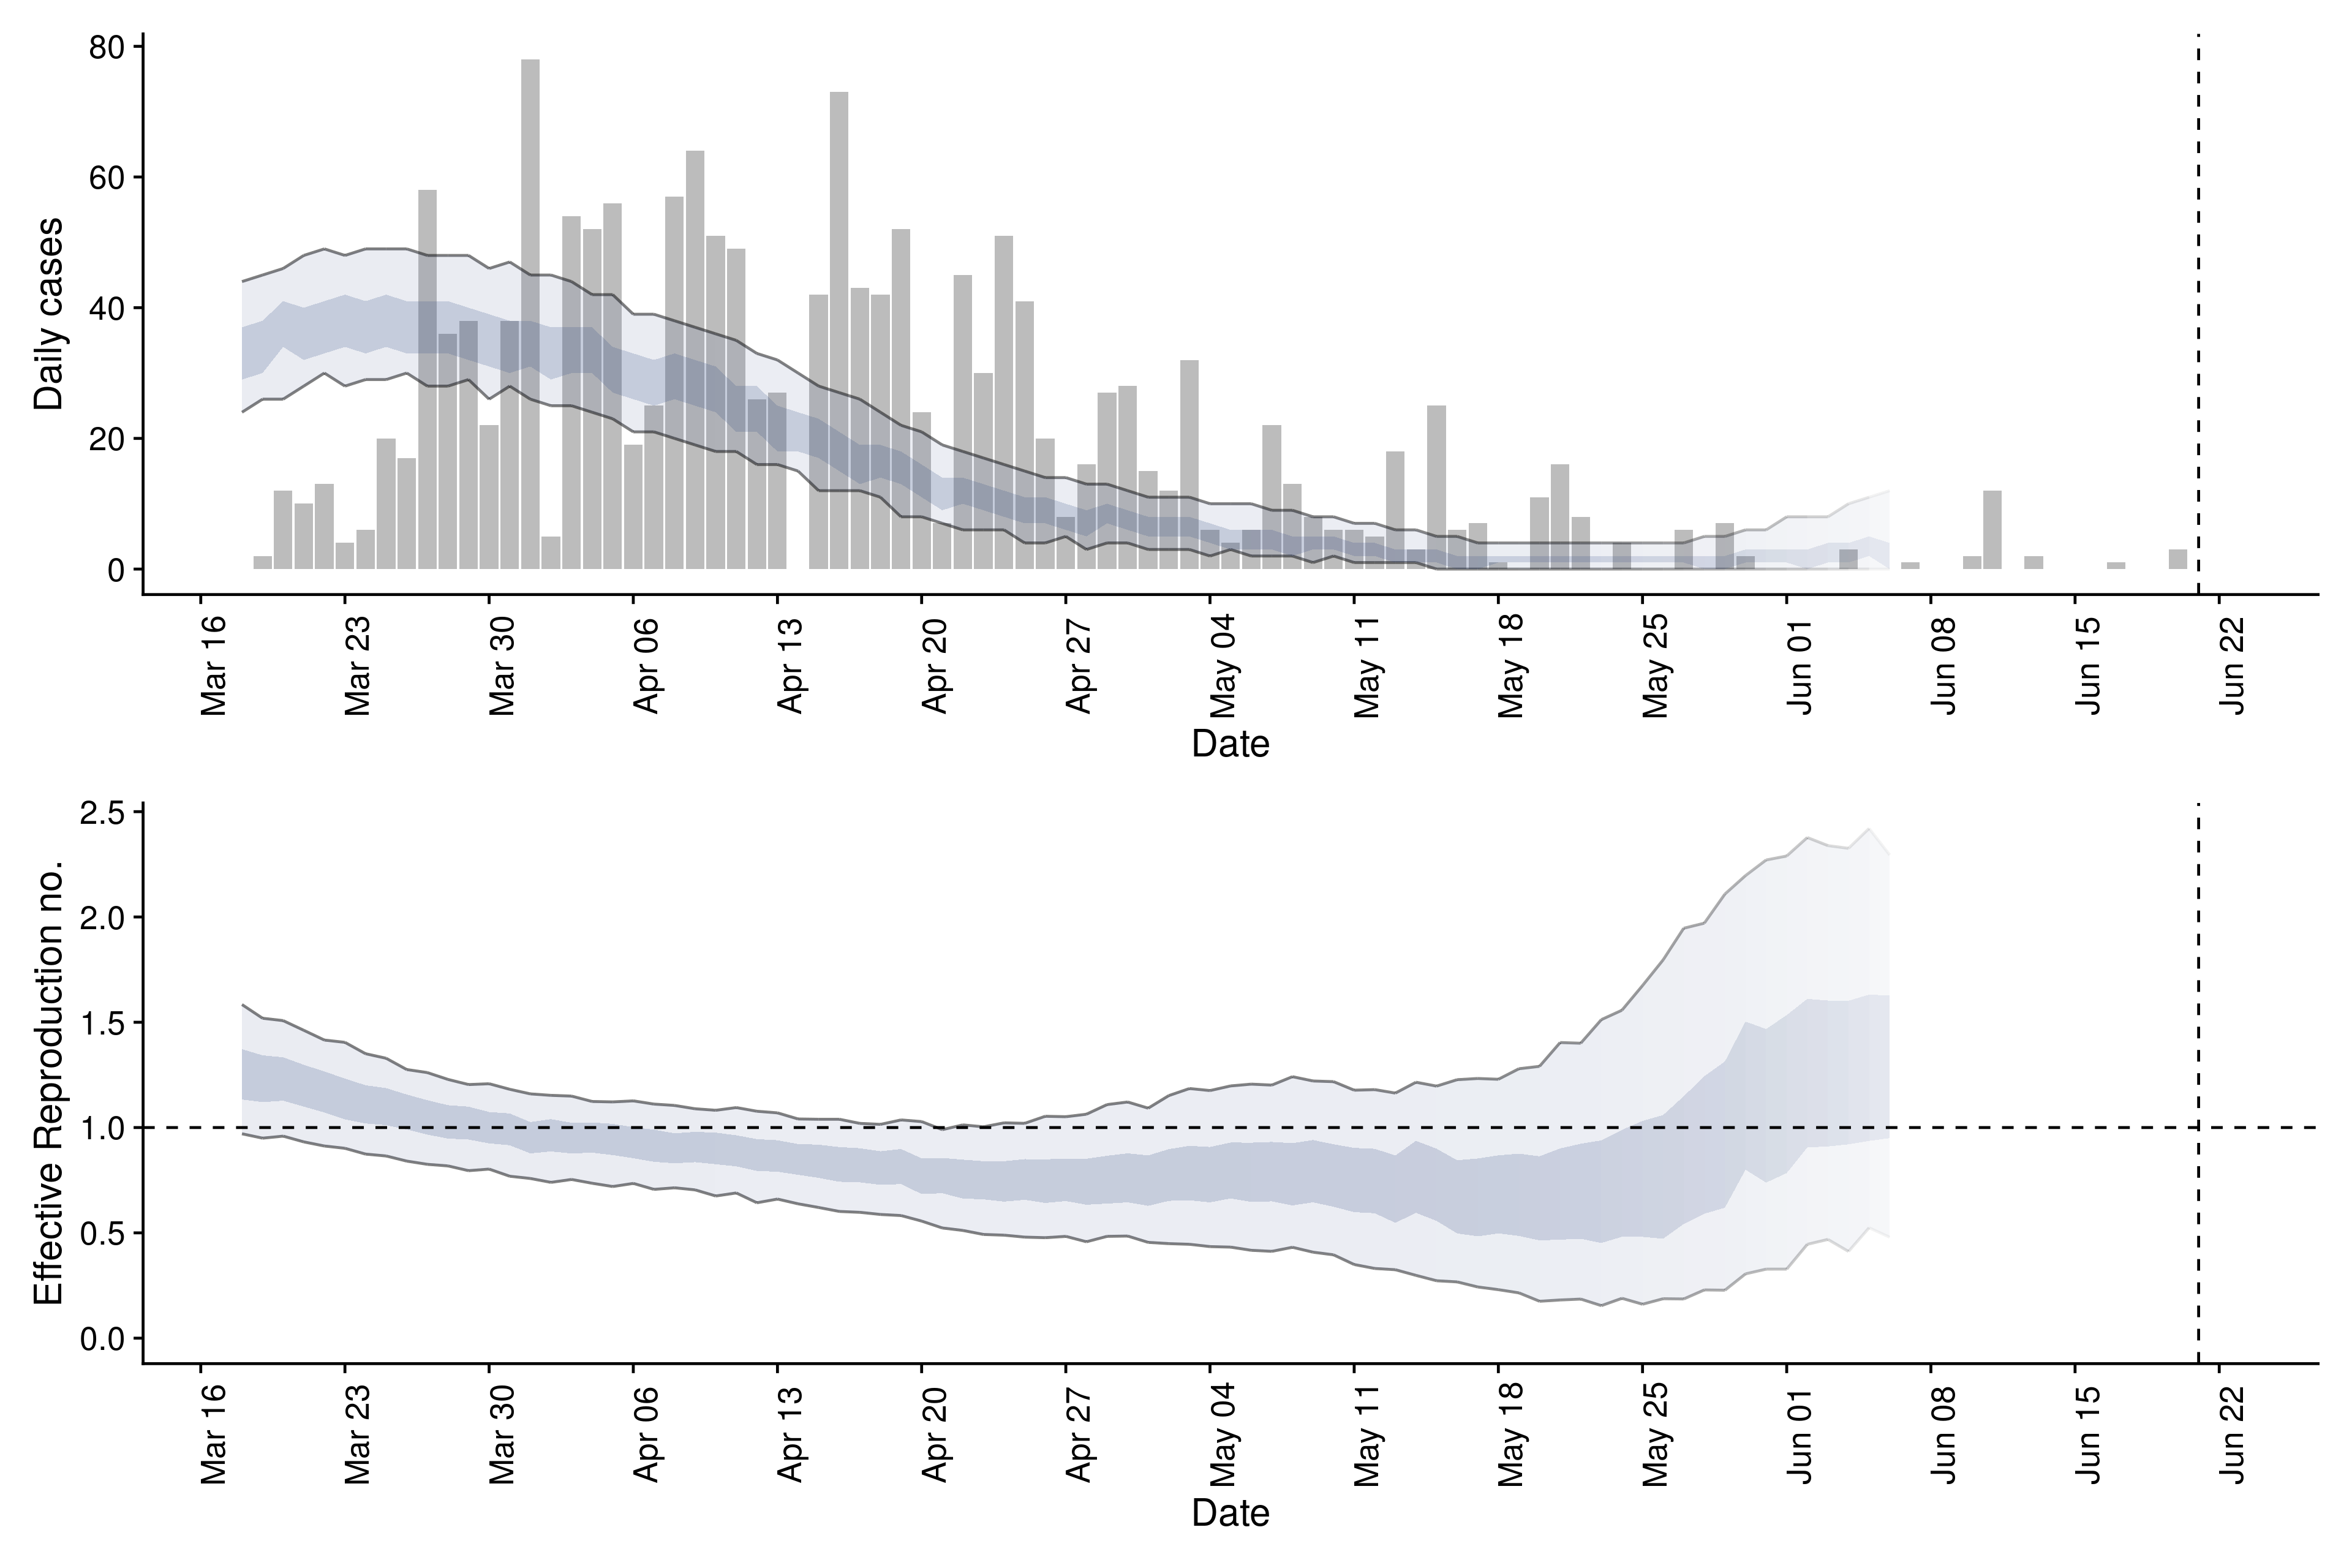 Daily cases
80
60
40
20
0
Mar 16
Mar 23
Mar 30
Apr 06
Apr 13
Apr 20
Apr 27
May 04
May 11
May 18
May 25
Jun 01
Jun 08
Jun 15
Jun 22
Date
Effective Reproduction no.
2.5
2.0
1.5
1.0
0.5
0.0
Mar 16
Mar 23
Mar 30
Apr 06
Apr 13
Apr 20
Apr 27
May 04
May 11
May 18
May 25
Jun 01
Jun 08
Jun 15
Jun 22
Date